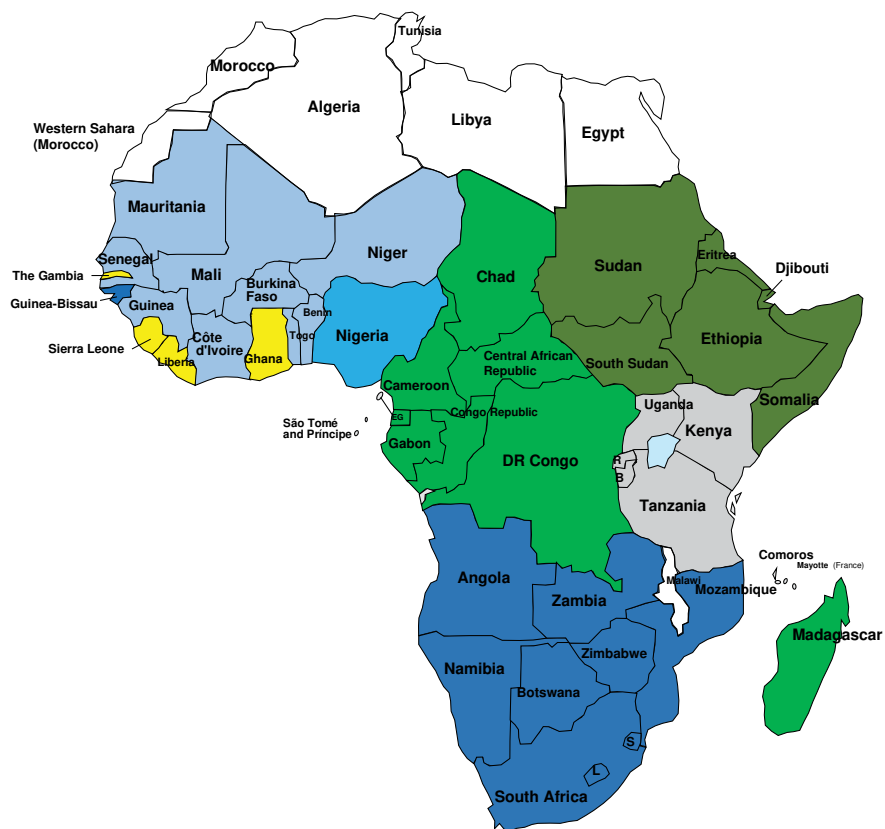 Tunisia
Morocco
Algeria
Libya
Egypt
Western Sahara
(Morocco)
Mauritania
Niger
Senegal
Mali
Chad
Sudan
Eritrea
Djibouti
The Gambia
Burkina
Faso
Guinea-Bissau
Guinea
Benin
Nigeria
Ethiopia
Côte
d'Ivoire
Togo
Sierra Leone
Liberia
Ghana
Central African
Republic
South Sudan
Cameroon
Somalia
Uganda
Kenya
São Tomé
and Príncipe
EG
Congo Republic
Gabon
DR Congo
R
B
Tanzania
Comoros
Mayotte (France)
Angola
Malawi
Mozambique
Zambia
Madagascar
Zimbabwe
Namibia
Botswana
S
L
South Africa